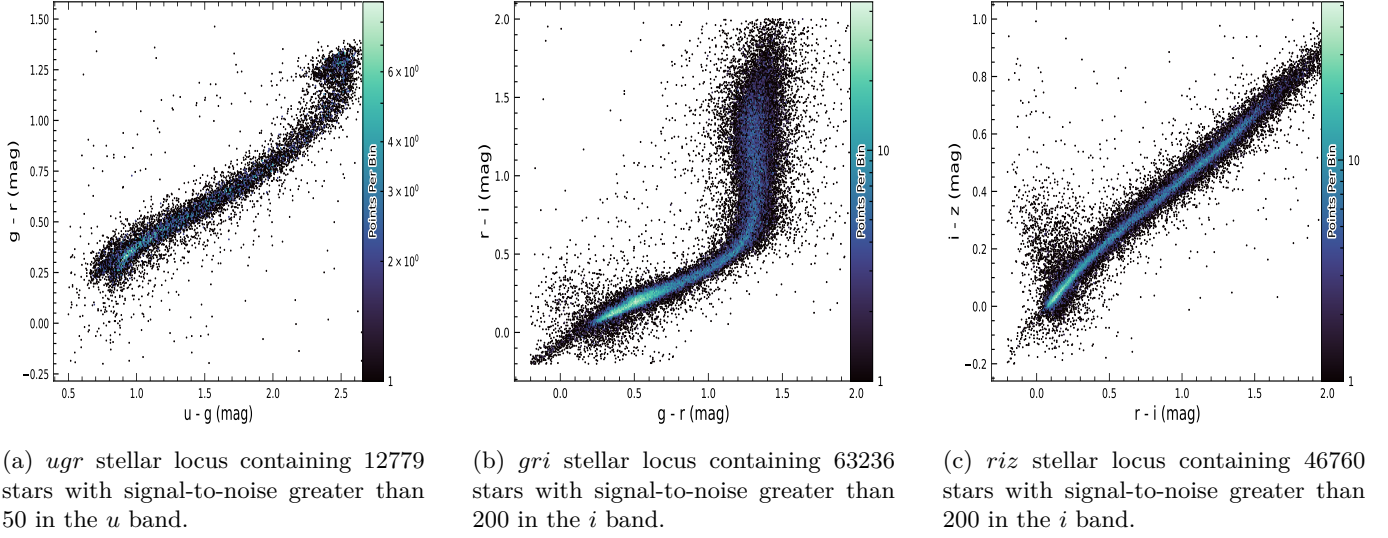 1.50
1.25
1.00
0.75
0.50
0.25
0.00
−0.25
g - r (mag)
0.5 1.0 1.5 2.0 2.5
u - g (mag)
6 × 10⁰
4 × 10⁰
3 × 10⁰
2 × 10⁰
1
Points Per Bin
2.0
1.5
1.0
0.5
0.0
r - i (mag)
0.0 0.5 1.0 1.5 2.0
g - r (mag)
10
1
Points Per Bin
1.0
0.8
0.6
0.4
0.2
0.0
−0.2
i - z (mag)
0.0 0.5 1.0 1.5 2.0
r - i (mag)
10
1
Points Per Bin
(a) ugr stellar locus containing 12779
stars with signal-to-noise greater than
50 in the u band.
(b) gri stellar locus containing 63236
stars with signal-to-noise greater than
200 in the i band.
(c) riz stellar locus containing 46760
stars with signal-to-noise greater than
200 in the i band.